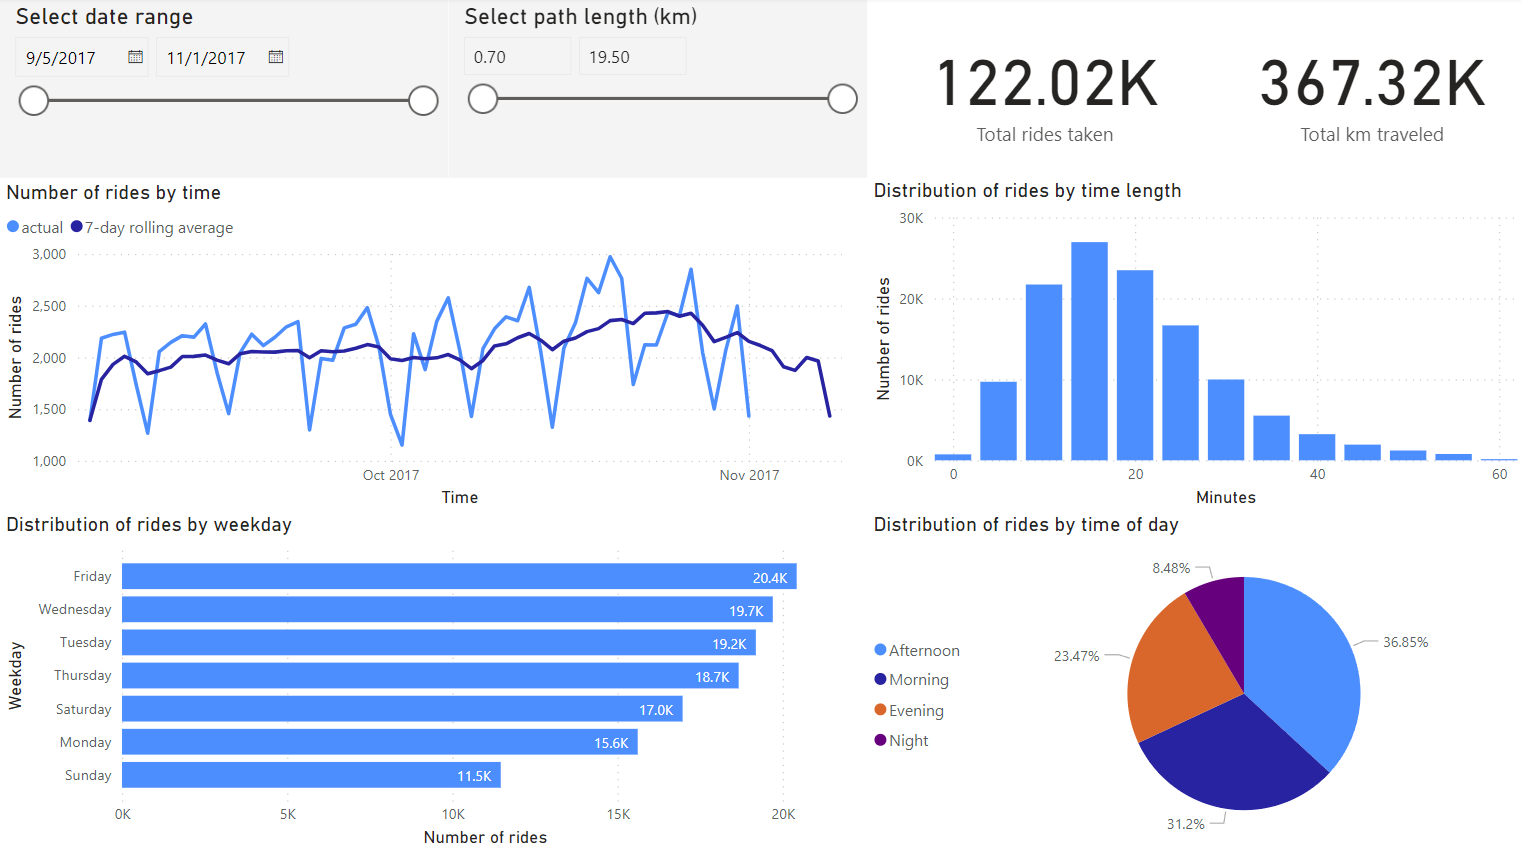 Select date range
9/5/2017
11/1/2017
Select path length (km)
0.70
19.50
122.02K
Total rides taken
367.32K
Total km traveled
Number of rides by time
actual
7-day rolling average
Number of rides
3,000
2,500
2,000
1,500
1,000
Oct 2017
Nov 2017
Time
Distribution of rides by time length
Number of rides
30K
20K
10K
0K
0
20
40
60
Minutes
Distribution of rides by weekday
Weekday
Friday
20.4K
Wednesday
19.7K
Tuesday
19.2K
Thursday
18.7K
Saturday
17.0K
Monday
15.6K
Sunday
11.5K
0K
5K
10K
15K
20K
Number of rides
Distribution of rides by time of day
Afternoon
Morning
Evening
Night
8.48%
36.85%
23.47%
31.2%